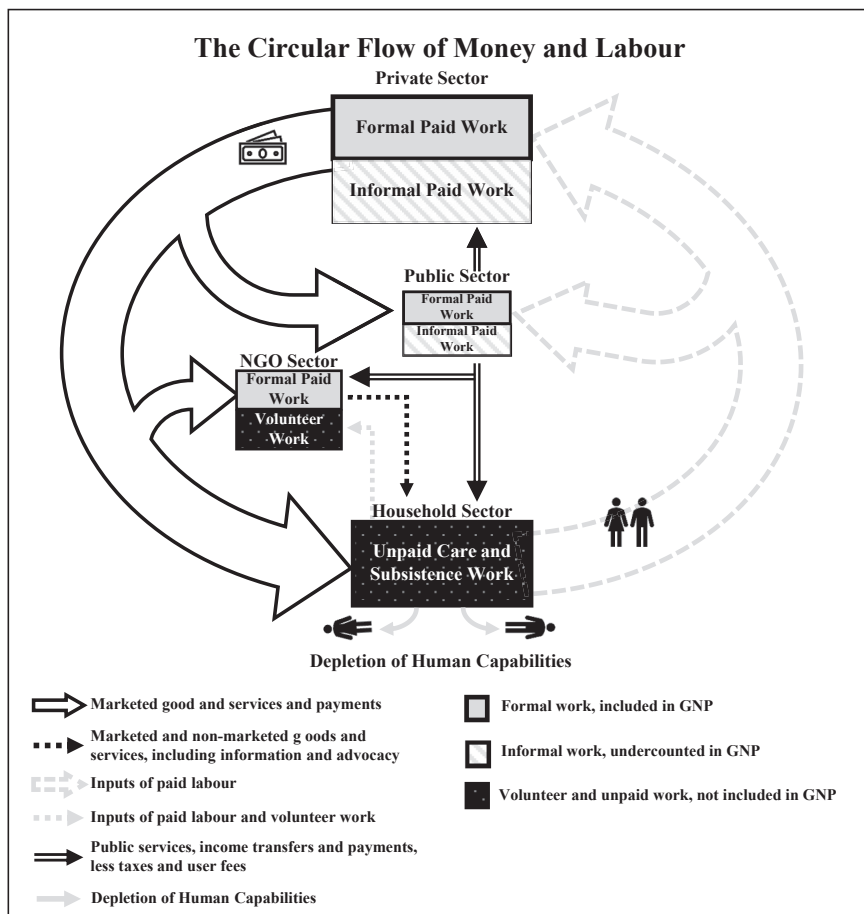 The Circular Flow of Money and Labour
Private Sector
Formal Paid Work
Informal Paid Work
Public Sector
Formal Paid
Work
Informal Paid
Work
NGO Sector
Formal Paid
Work
Volunteer
Work
Household Sector
Unpaid Care and
Subsistence Work
Depletion of Human Capabilities
Marketed good and services and payments
Marketed and non-marketed g oods and
services, including information and advocacy
Inputs of paid labour
Inputs of paid labour and volunteer work
Public services, income transfers and payments,
less taxes and user fees
Depletion of Human Capabilities
Formal work, included in GNP
Informal work, undercounted in GNP
Volunteer and unpaid work, not included in GNP